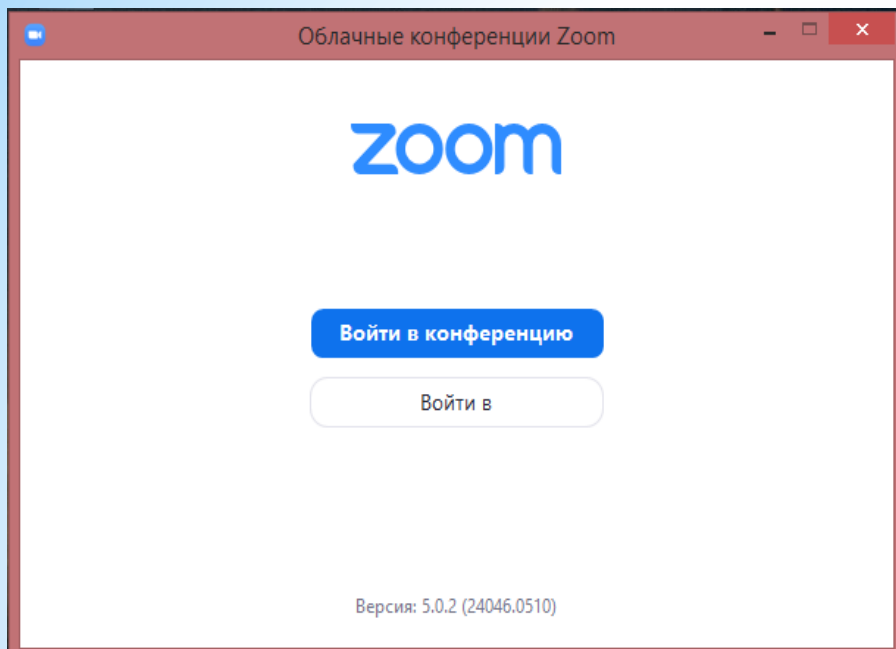 Облачные конференции Zoom
zoom
Войти в конференцию
Войти в
Версия: 5.0.2 (24046.0510)